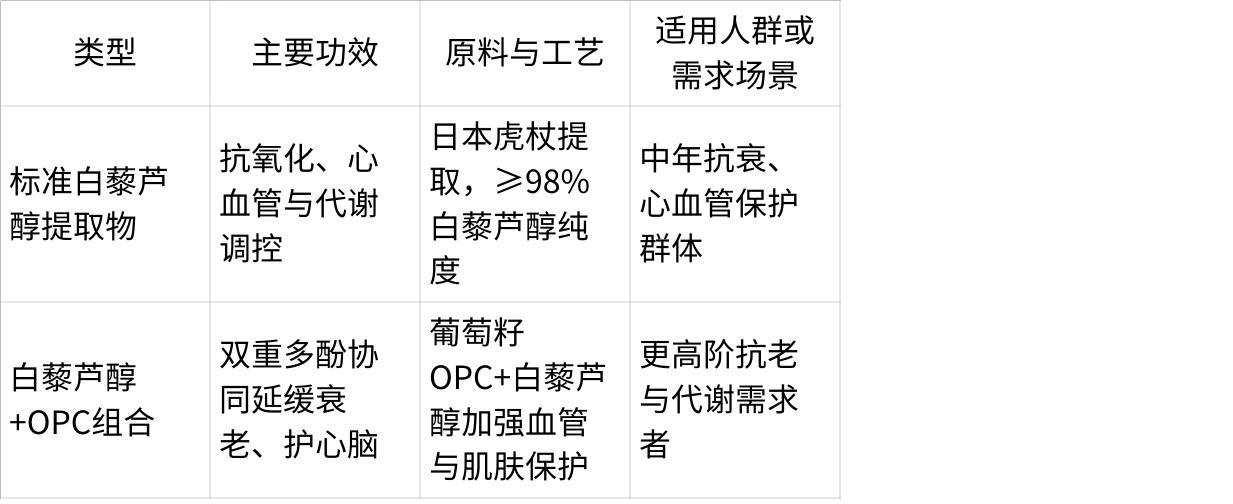 类型
主要功效
原料与工艺
适用人群或
需求场景
标准白藜芦
醇提取物
抗氧化、心
血管与代谢
调控
日本虎杖提
取，≥98%
白藜芦醇纯
度
中年抗衰、
心血管保护
群体
白藜芦醇
+OPC组合
双重多酚协
同延缓衰
老、护心脑
葡萄籽
OPC+白藜芦
醇加强血管
与肌肤保护
更高阶抗老
与代谢需求
者